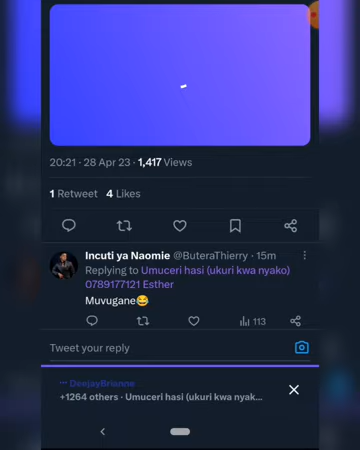 20:21 · 28 Apr 23 · 1,417 Views
1 Retweet 4 Likes
Incuti ya Naomie @ButeraThierry · 15m
Replying to Umuceri hasi (ukuri kwa nyako)
0789177121 Esther
Muvugane😂
113
Tweet your reply
DeejayBrianne
+1264 others · Umuceri hasi (ukuri kwa nyak...